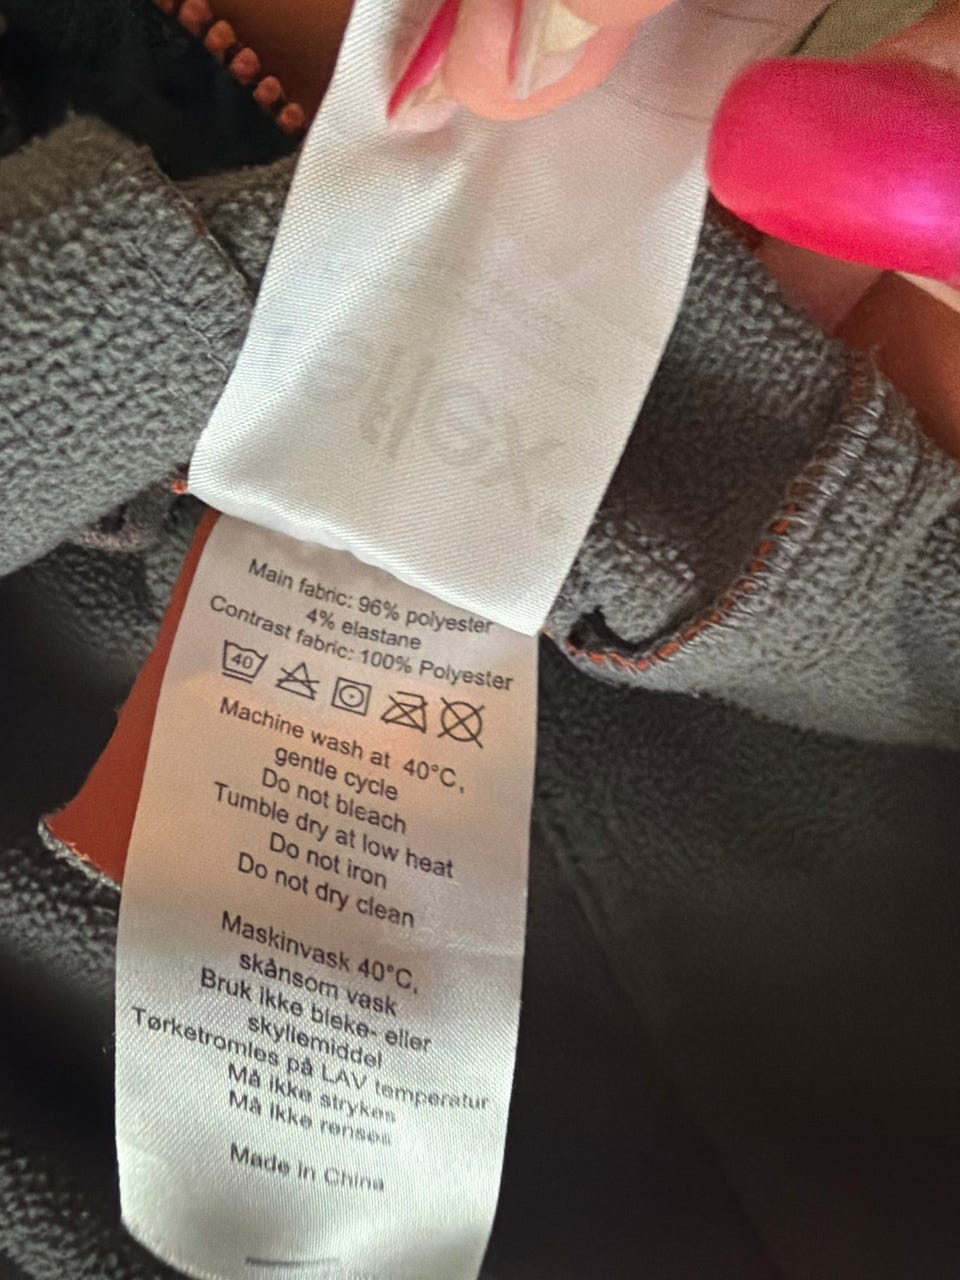 Main fabric: 96% polyester
4% elastane
Contrast fabric: 100% Polyester
40
Machine wash at 40°C,
gentle cycle
Do not bleach
Tumble dry at low heat
Do not iron
Do not dry clean
Maskinvask 40°C,
skånsom vask
Bruk ikke bleke- eller
skyllemiddel
Tørketromles på LAV temperatur
Må ikke strykes
Må ikke renses
Made in China